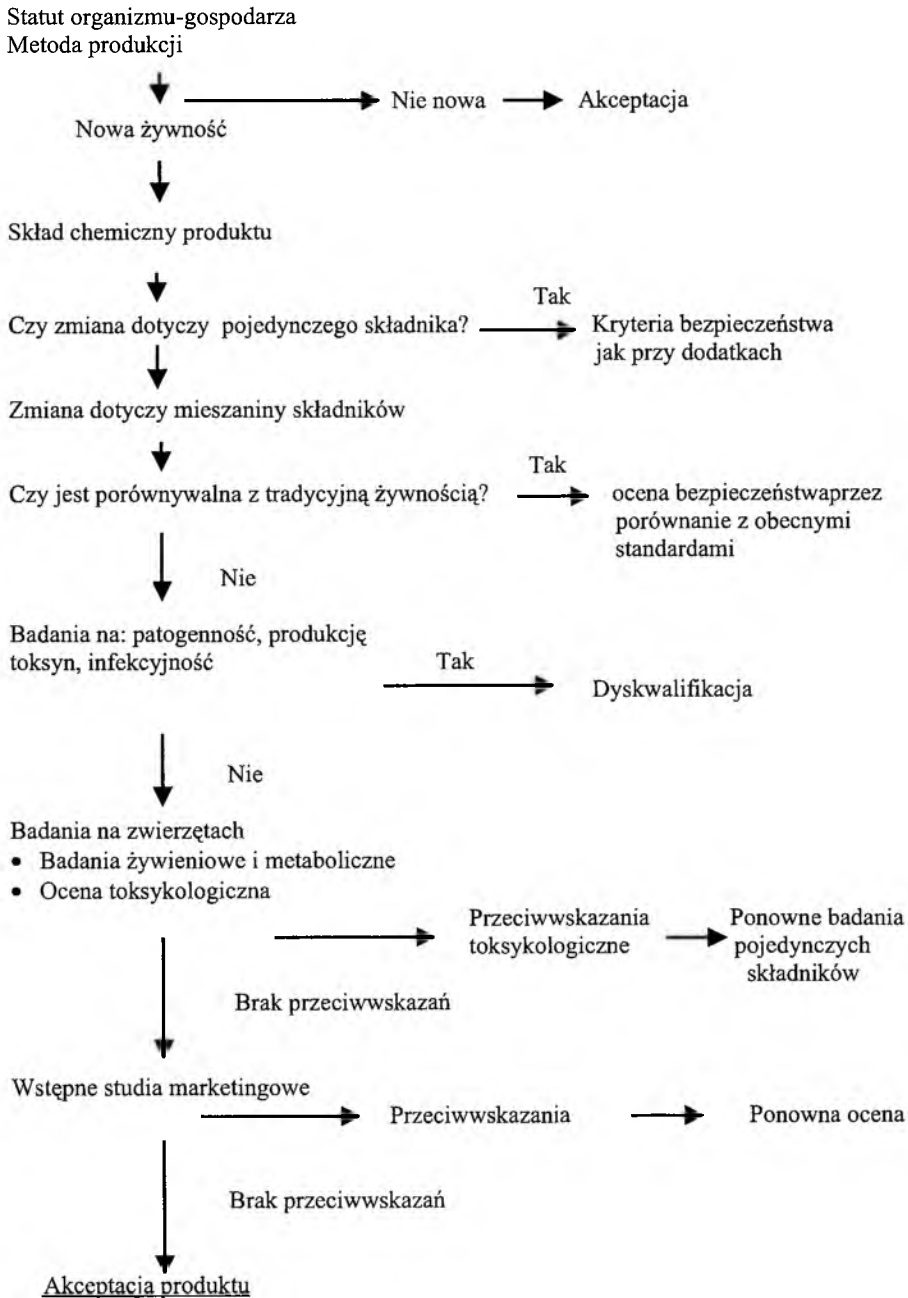 Statut organizmu-gospodarza
Metoda produkcji
Nie nowa
Akceptacja
Nowa żywność
Skład chemiczny produktu
Tak
Czy zmiana dotyczy pojedynczego składnika?
Kryteria bezpieczeństwa
jak przy dodatkach
Zmiana dotyczy mieszaniny składników
Tak
Czy jest porównywalna z tradycyjną żywnością?
ocena bezpieczeństwaprzez
porównanie z obecnymi
standardami
Nie
Badania na: patogenność, produkcję
toksyn, infekcyjność
Tak
Dyskwalifikacja
Nie
Badania na zwierzętach
• Badania żywieniowe i metaboliczne
• Ocena toksykologiczna
Przeciwwskazania
toksykologiczne
Ponowne badania
pojedynczych
składników
Brak przeciwwskazań
Wstępne studia marketingowe
Przeciwwskazania
Ponowna ocena
Brak przeciwwskazań
Akceptacja produktu